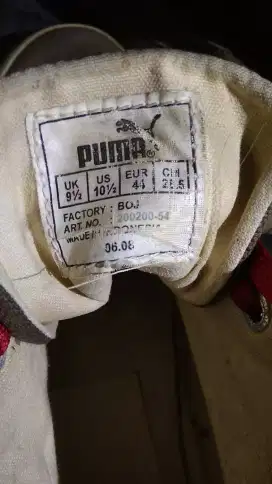 PUMA
UK US EUR CHI
9½ 10½ 44 28.5
FACTORY : BOJ
ART NO. : 200200-54
MADE IN INDONESIA
06.08